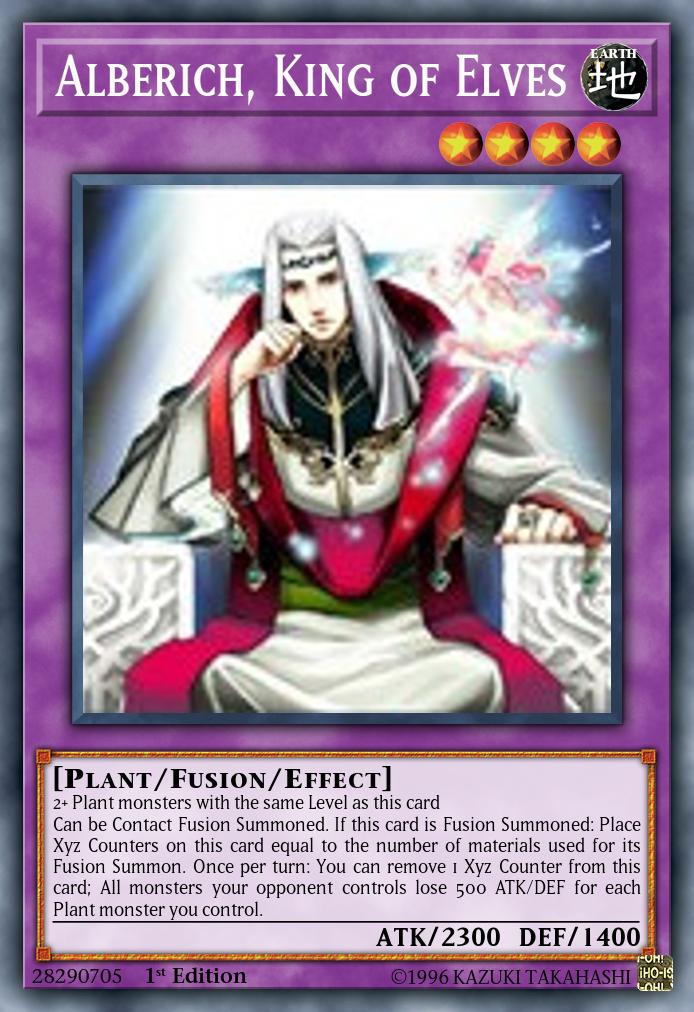 Alberich, King of Elves
EARTH
地
[Plant/Fusion/Effect]
2+ Plant monsters with the same Level as this card
Can be Contact Fusion Summoned. If this card is Fusion Summoned: Place
Xyz Counters on this card equal to the number of materials used for its
Fusion Summon. Once per turn: You can remove 1 Xyz Counter from this
card; All monsters your opponent controls lose 500 ATK/DEF for each
Plant monster you control.
ATK/2300 DEF/1400
28290705 1st Edition ©1996 KAZUKI TAKAHASHI